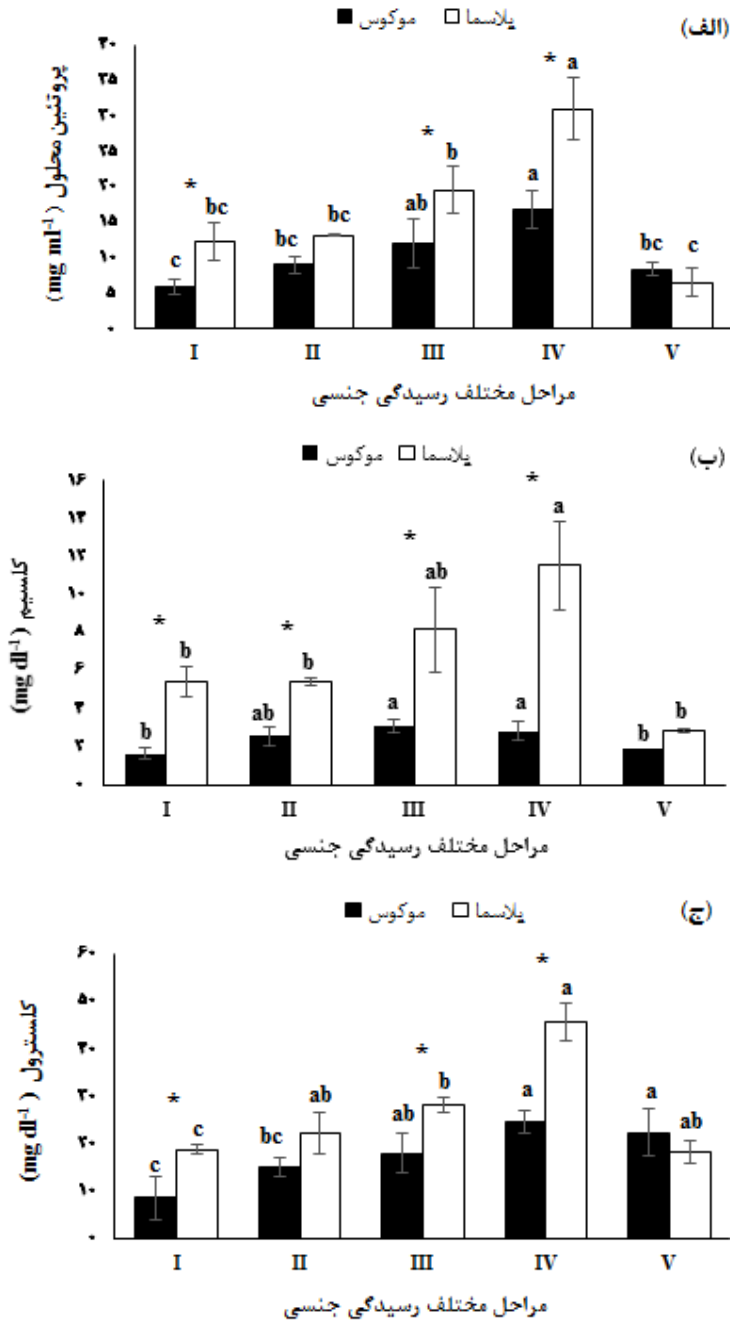 (الف)
موکوس پلاسما
پروتئین محلول (mg ml⁻¹)
۴۰
۳۵
۳۰
۲۵
۲۰
۱۵
۱۰
۵
۰
* * *
c bc bc bc ab b a a bc c
I II III IV V
مراحل مختلف رسیدگی جنسی
(ب)
موکوس پلاسما
کلسیم (mg dl⁻¹)
۱۶
۱۴
۱۲
۱۰
۸
۶
۴
۲
۰
* * * *
b b ab b a ab a a b b
I II III IV V
مراحل مختلف رسیدگی جنسی
(ج)
موکوس پلاسما
کلسترول (mg dl⁻¹)
۶۰
۵۰
۴۰
۳۰
۲۰
۱۰
۰
* * *
c c bc ab ab b a a a ab
I II III IV V
مراحل مختلف رسیدگی جنسی